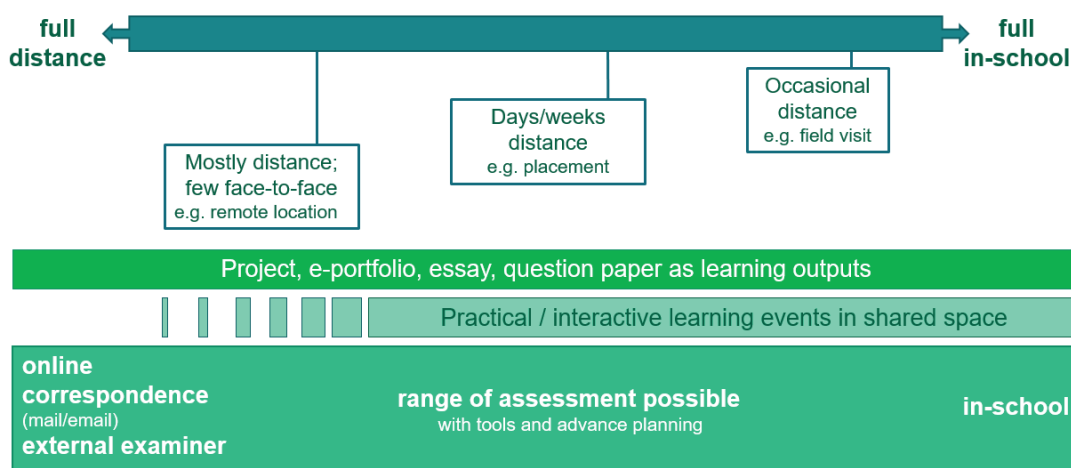 full
distance
full
in-school
Mostly distance;
few face-to-face
e.g. remote location
Days/weeks
distance
e.g. placement
Occasional
distance
e.g. field visit
Project, e-portfolio, essay, question paper as learning outputs
Practical / interactive learning events in shared space
online
correspondence
(mail/email)
external examiner
range of assessment possible
with tools and advance planning
in-school